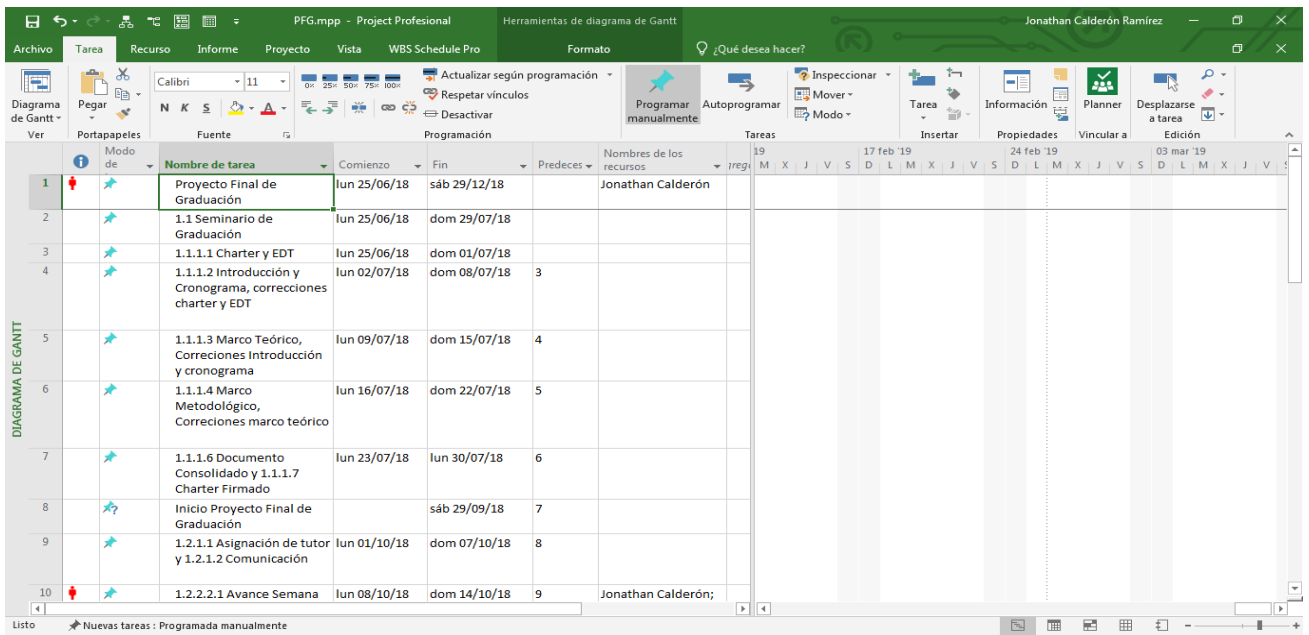 PFG.mpp - Project Profesional
Herramientas de diagrama de Gantt
Jonathan Calderón Ramírez
Archivo Tarea Recurso Informe Proyecto Vista WBS Schedule Pro Formato ¿Qué desea hacer?
Diagrama de Gantt
Ver
Pegar
Portapapeles
Calibri 11
N K S A
Fuente
0× 25× 50× 75× 100×
Actualizar según programación
Respetar vínculos
Desactivar
Programación
Programar manualmente
Autoprogramar
Inspeccionar
Mover
Modo
Tareas
Tarea
Insertar
Información
Propiedades
Planner
Vincular a
Desplazarse a tarea
Edición
Modo de Nombre de tarea Comienzo Fin Predeces Nombres de los recursos
19 17 feb '19 24 feb '19 03 mar '19
M X J V S D L M X J V S D L M X J V S D L M X J V S
1 Proyecto Final de lun 25/06/18 sáb 29/12/18 Jonathan Calderón
Graduación
2 1.1 Seminario de lun 25/06/18 dom 29/07/18
Graduación
3 1.1.1.1 Charter y EDT lun 25/06/18 dom 01/07/18
4 1.1.1.2 Introducción y lun 02/07/18 dom 08/07/18 3
Cronograma, correcciones
charter y EDT
5 1.1.1.3 Marco Teórico, lun 09/07/18 dom 15/07/18 4
Correciones Introducción
y cronograma
6 1.1.1.4 Marco lun 16/07/18 dom 22/07/18 5
Metodológico,
Correciones marco teórico
7 1.1.1.6 Documento lun 23/07/18 lun 30/07/18 6
Consolidado y 1.1.1.7
Charter Firmado
8 Inicio Proyecto Final de sáb 29/09/18 7
Graduación
9 1.2.1.1 Asignación de tutor lun 01/10/18 dom 07/10/18 8
y 1.2.1.2 Comunicación
10 1.2.2.2.1 Avance Semana lun 08/10/18 dom 14/10/18 9 Jonathan Calderón;
DIAGRAMA DE GANTT
Listo Nuevas tareas : Programada manualmente